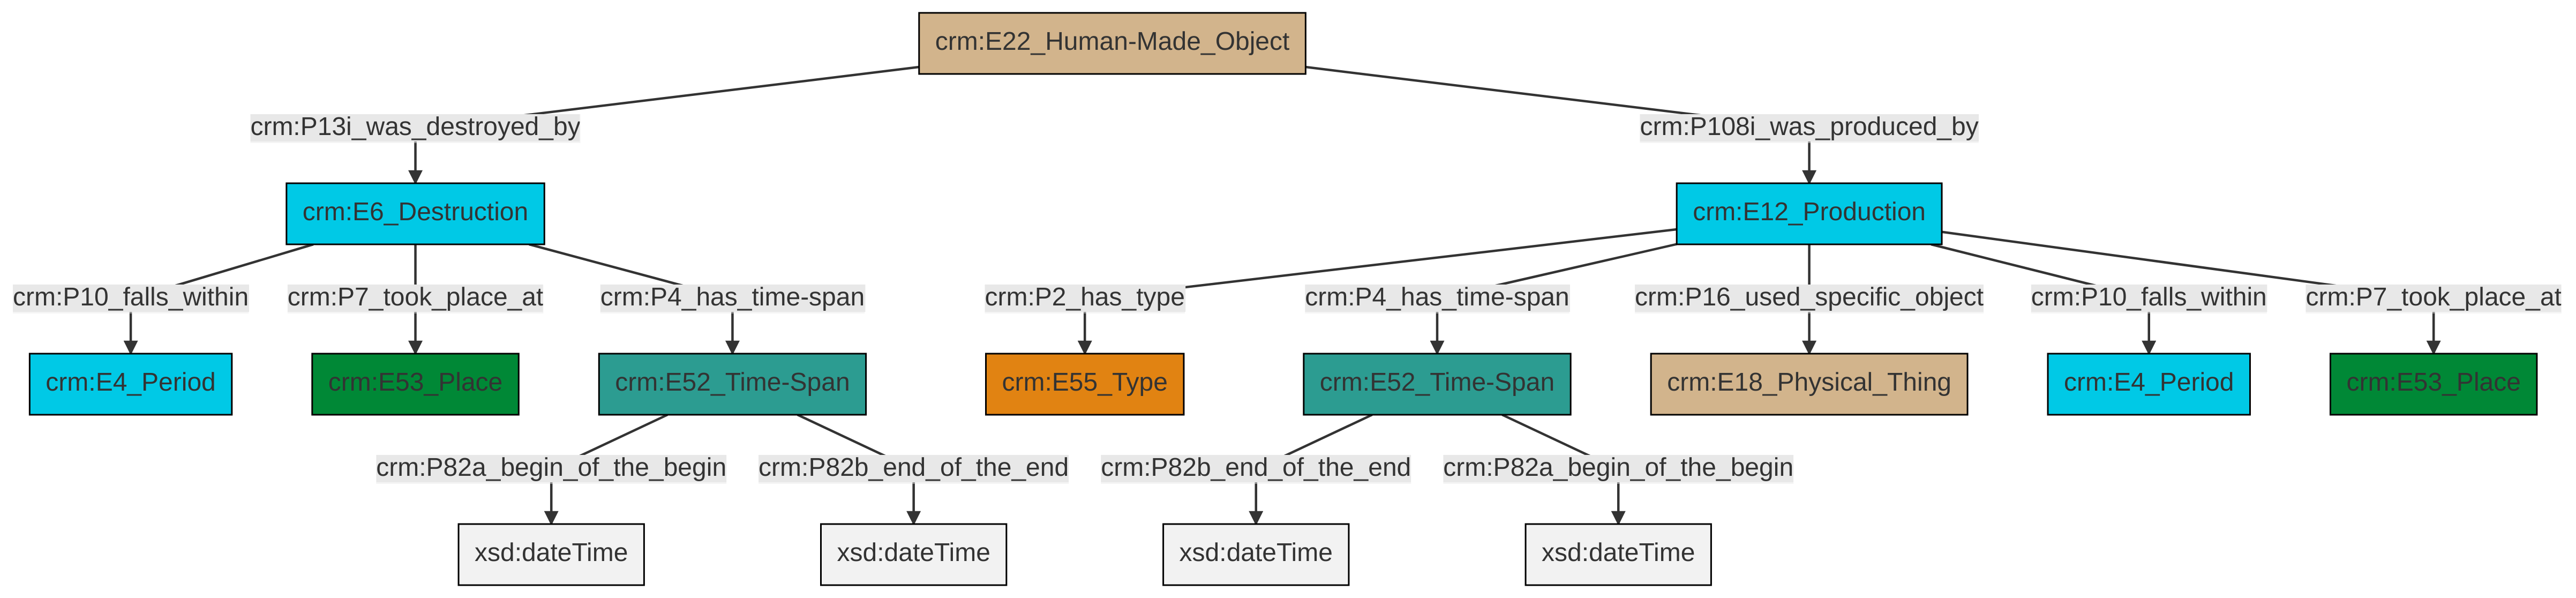 crm:E22_Human-Made_Object
crm:P13i_was_destroyed_by
crm:P108i_was_produced_by
crm:E6_Destruction
crm:E12_Production
crm:P10_falls_within
crm:P7_took_place_at
crm:P4_has_time-span
crm:P2_has_type
crm:P4_has_time-span
crm:P16_used_specific_object
crm:P10_falls_within
crm:P7_took_place_at
crm:E4_Period
crm:E53_Place
crm:E52_Time-Span
crm:E55_Type
crm:E52_Time-Span
crm:E18_Physical_Thing
crm:E4_Period
crm:E53_Place
crm:P82a_begin_of_the_begin
crm:P82b_end_of_the_end
crm:P82b_end_of_the_end
crm:P82a_begin_of_the_begin
xsd:dateTime
xsd:dateTime
xsd:dateTime
xsd:dateTime